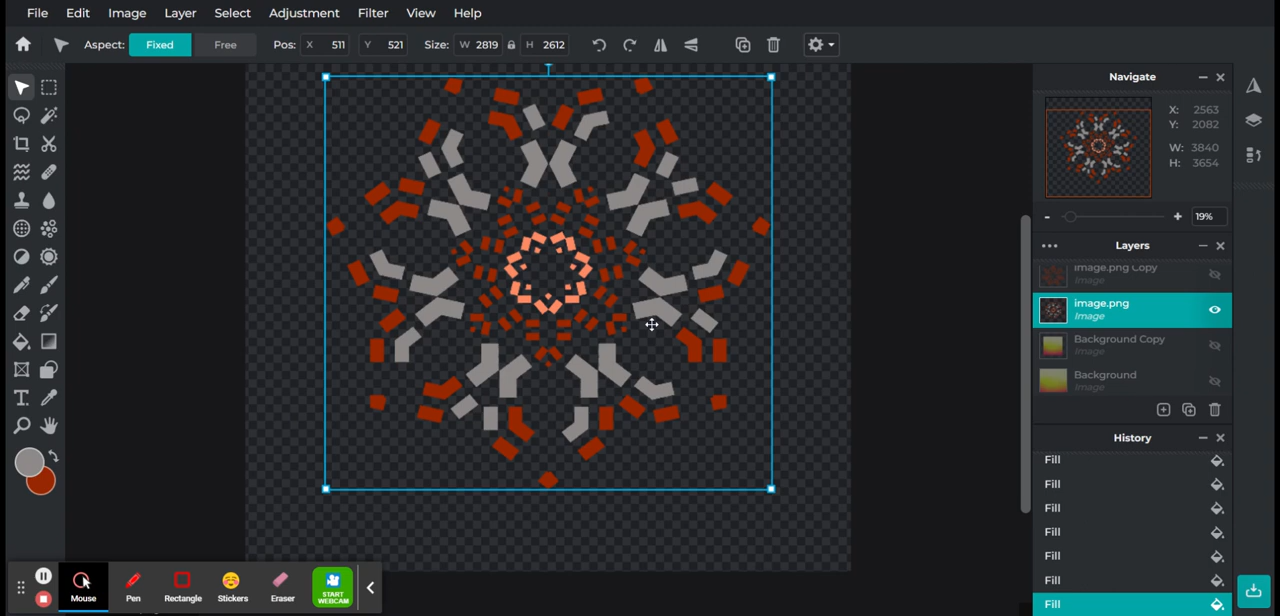 File Edit Image Layer Select Adjustment Filter View Help
Aspect: Fixed Free Pos: X 511 Y 521 Size: W 2819 H 2612
Navigate
X: 2563
Y: 2082
W: 3840
H: 3654
- + 19%
Layers
image.png Copy
Image
image.png
Image
Background Copy
Image
Background
Image
History
Fill
Fill
Fill
Fill
Fill
Fill
Fill
T
Mouse Pen Rectangle Stickers Eraser START
WEBCAM